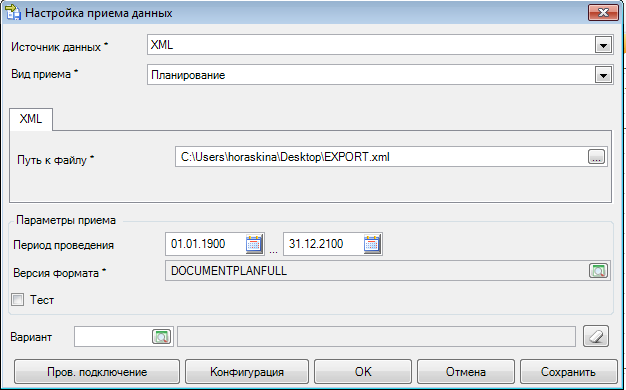 Настройка приема данных
Источник данных * XML
Вид приема * Планирование
XML
Путь к файлу * C:\Users\horaskina\Desktop\EXPORT.xml ...
Параметры приема
Период проведения 01.01.1900 ... 31.12.2100
Версия формата * DOCUMENTPLANFULL
Тест
Вариант
Пров. подключение Конфигурация OK Отмена Сохранить